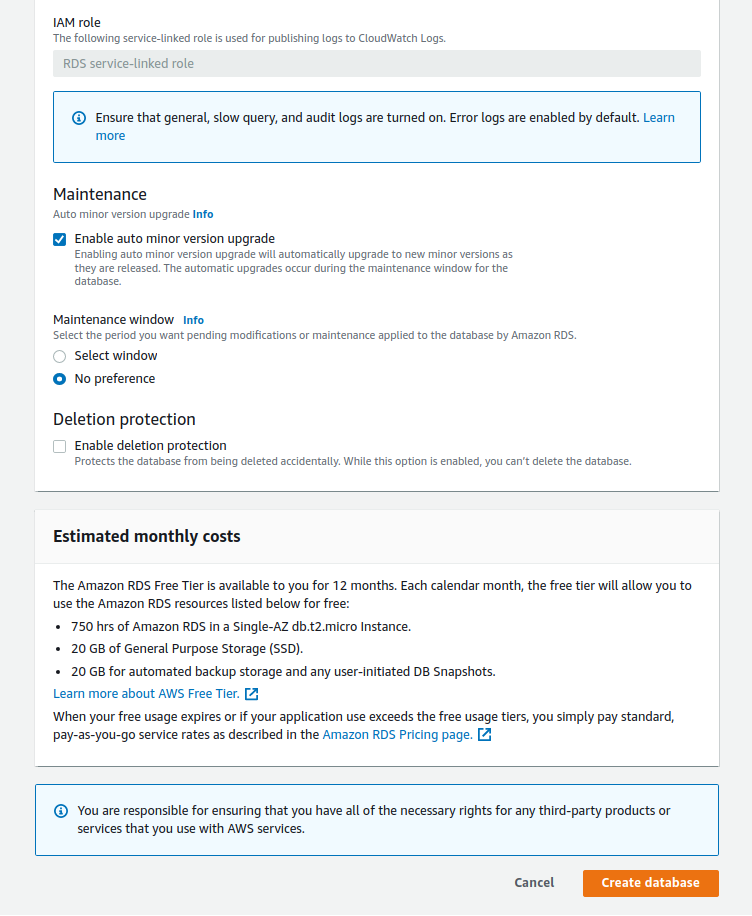 IAM role
The following service-linked role is used for publishing logs to CloudWatch Logs.
RDS service-linked role
Ensure that general, slow query, and audit logs are turned on. Error logs are enabled by default. Learn
more
Maintenance
Auto minor version upgrade Info
Enable auto minor version upgrade
Enabling auto minor version upgrade will automatically upgrade to new minor versions as
they are released. The automatic upgrades occur during the maintenance window for the
database.
Maintenance window Info
Select the period you want pending modifications or maintenance applied to the database by Amazon RDS.
Select window
No preference
Deletion protection
Enable deletion protection
Protects the database from being deleted accidentally. While this option is enabled, you can't delete the database.
Estimated monthly costs
The Amazon RDS Free Tier is available to you for 12 months. Each calendar month, the free tier will allow you to
use the Amazon RDS resources listed below for free:
• 750 hrs of Amazon RDS in a Single-AZ db.t2.micro Instance.
• 20 GB of General Purpose Storage (SSD).
• 20 GB for automated backup storage and any user-initiated DB Snapshots.
Learn more about AWS Free Tier.
When your free usage expires or if your application use exceeds the free usage tiers, you simply pay standard,
pay-as-you-go service rates as described in the Amazon RDS Pricing page.
You are responsible for ensuring that you have all of the necessary rights for any third-party products or
services that you use with AWS services.
Cancel Create database